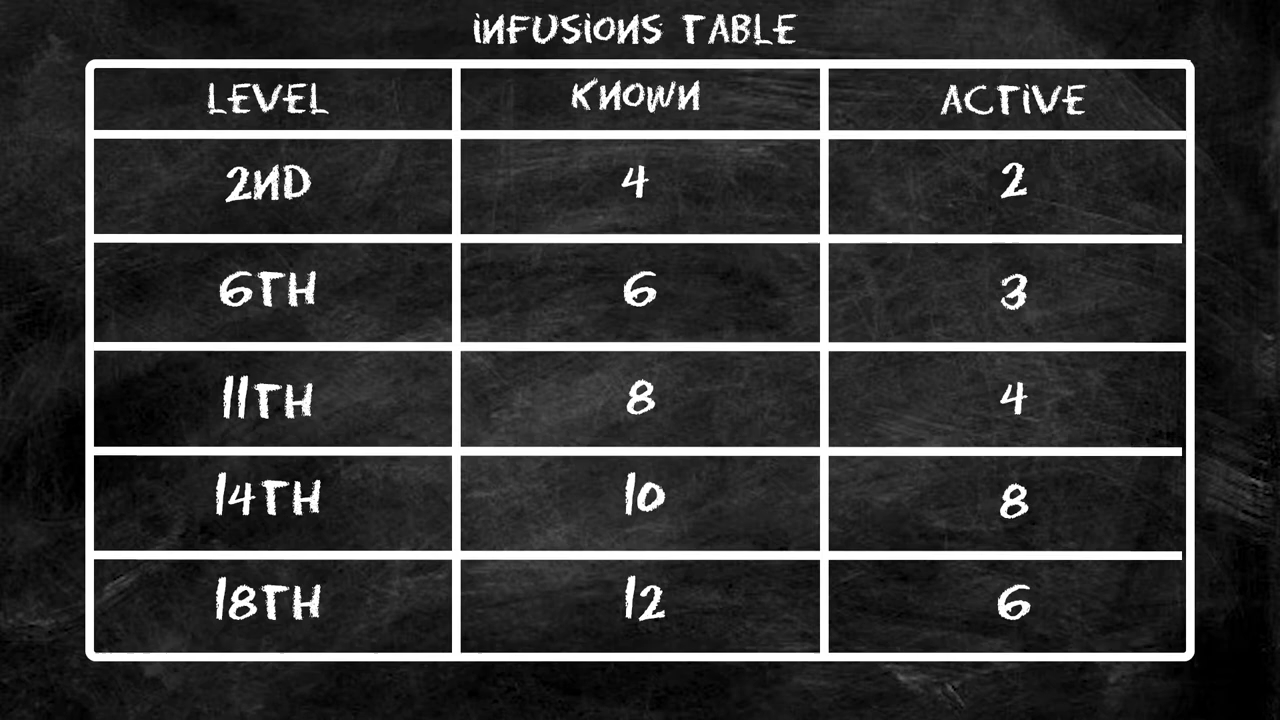 INFUSIONS TABLE
LEVEL KNOWN ACTIVE
2ND 4 2
6TH 6 3
11TH 8 4
14TH 10 8
18TH 12 6